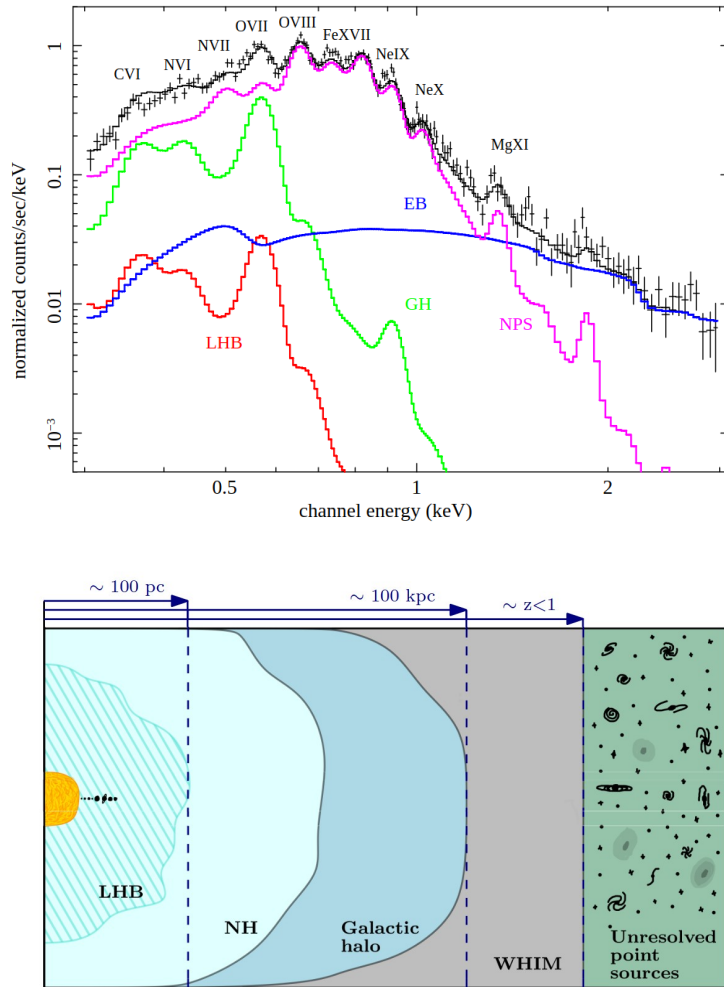 OVII OVIII
NVII FeXVII
CVI NVI NeIX
NeX
MgXI
EB
GH
NPS
LHB
normalized counts/sec/keV
1
0.1
0.01
10⁻³
0.5 1 2
channel energy (keV)
~ 100 pc
~ 100 kpc
~ z<1
LHB
NH
Galactic
halo
WHIM
Unresolved
point
sources